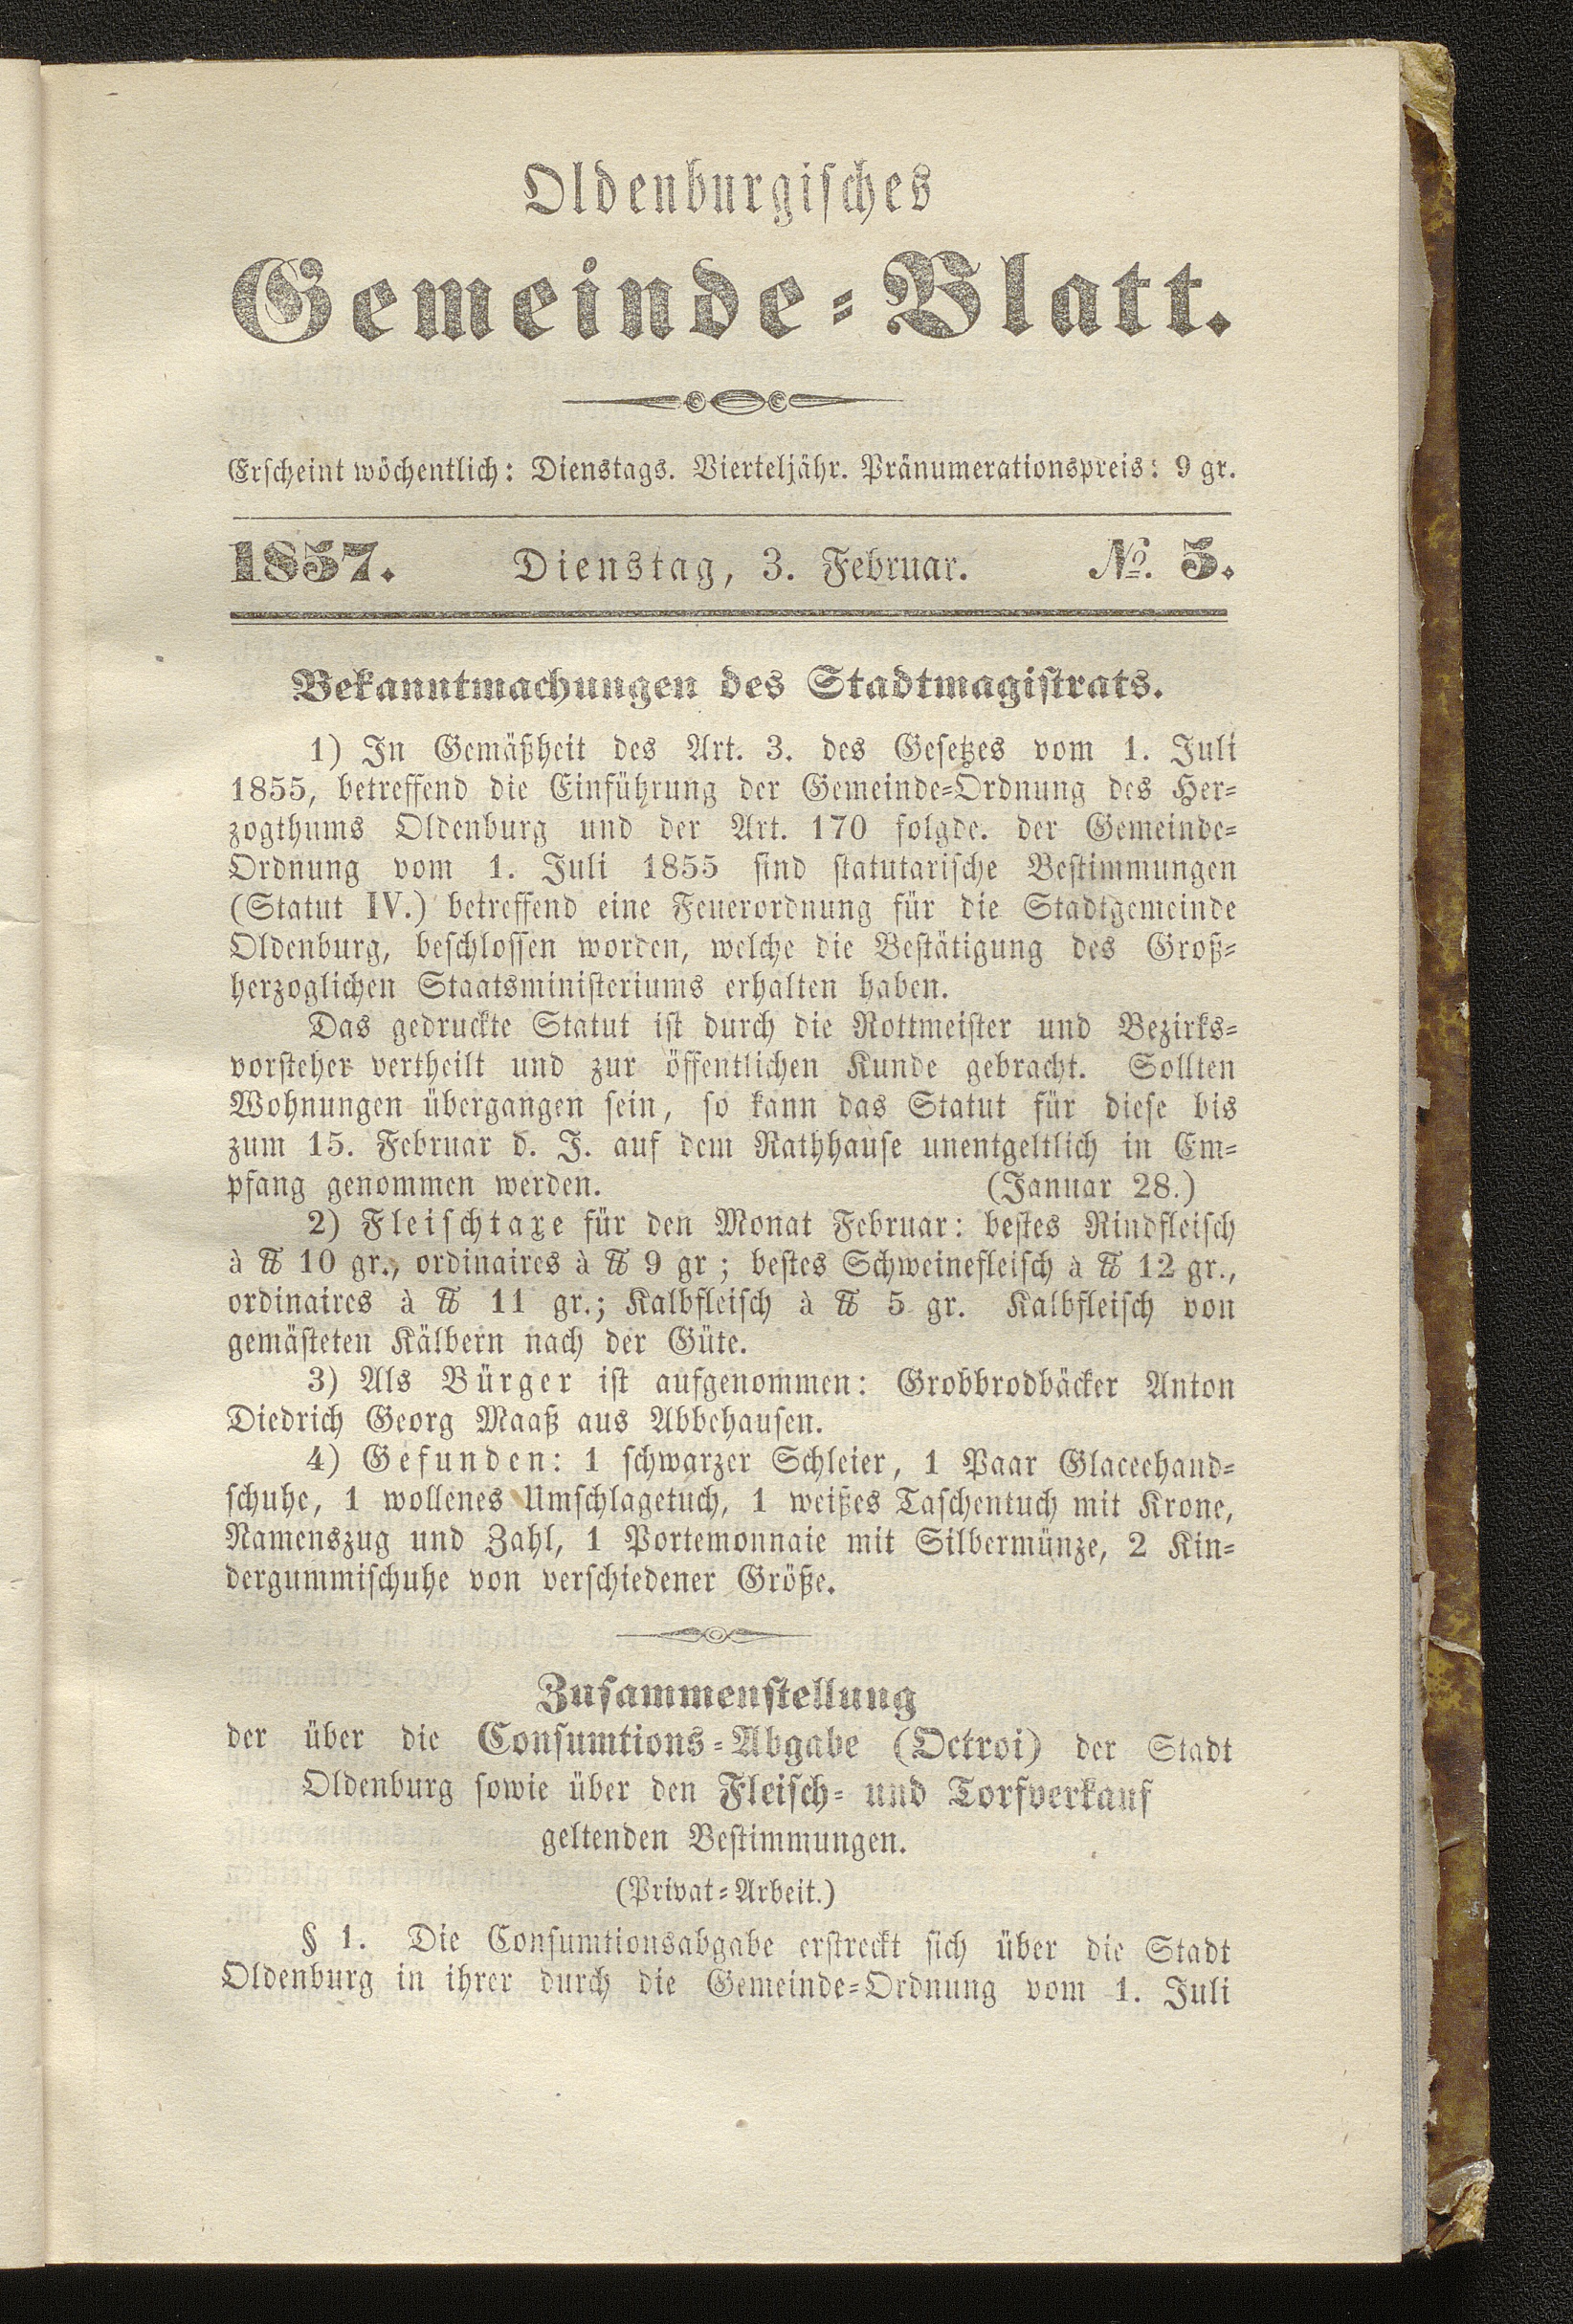 Oldenburgisches
Gemeinde-Blatt.
Erscheint wöchentlich: Dienstags. Vierteljähr. Pränumerationspreis: 9 gr.
1857. Dienstag, 3. Februar. №. 5.
Bekanntmachungen des Stadtmagistrats.
1) In Gemäßheit des Art. 3. des Gesetzes vom 1. Juli
1855, betreffend die Einführung der Gemeinde-Ordnung des Her-
zogthums Oldenburg und der Art. 170 folgde. der Gemeinde-
Ordnung vom 1. Juli 1855 sind statutarische Bestimmungen
(Statut IV.) betreffend eine Feuerordnung für die Stadtgemeinde
Oldenburg, beschlossen worden, welche die Bestätigung des Groß-
herzoglichen Staatsministeriums erhalten haben.
Das gedruckte Statut ist durch die Rottmeister und Bezirks-
vorsteher vertheilt und zur öffentlichen Kunde gebracht. Sollten
Wohnungen übergangen sein, so kann das Statut für diese bis
zum 15. Februar d. J. auf dem Rathhause unentgeltlich in Em-
pfang genommen werden. (Januar 28.)
2) Fleischtaxe für den Monat Februar: bestes Rindfleisch
à ℔ 10 gr., ordinaires à ℔ 9 gr ; bestes Schweinefleisch à ℔ 12 gr.,
ordinaires à ℔ 11 gr.; Kalbfleisch à ℔ 5 gr. Kalbfleisch von
gemästeten Kälbern nach der Güte.
3) Als Bürger ist aufgenommen: Grobbrodbäcker Anton
Diedrich Georg Maaß aus Abbehausen.
4) Gefunden: 1 schwarzer Schleier, 1 Paar Glaceehand-
schuhe, 1 wollenes Umschlagetuch, 1 weißes Taschentuch mit Krone,
Namenszug und Zahl, 1 Portemonnaie mit Silbermünze, 2 Kin-
dergummischuhe von verschiedener Größe.
Zusammenstellung
der über die Consumtions-Abgabe (Octroi) der Stadt
Oldenburg sowie über den Fleisch- und Torfverkauf
geltenden Bestimmungen.
(Privat-Arbeit.)
§ 1. Die Consumtionsabgabe erstreckt sich über die Stadt
Oldenburg in ihrer durch die Gemeinde-Ordnung vom 1. Juli